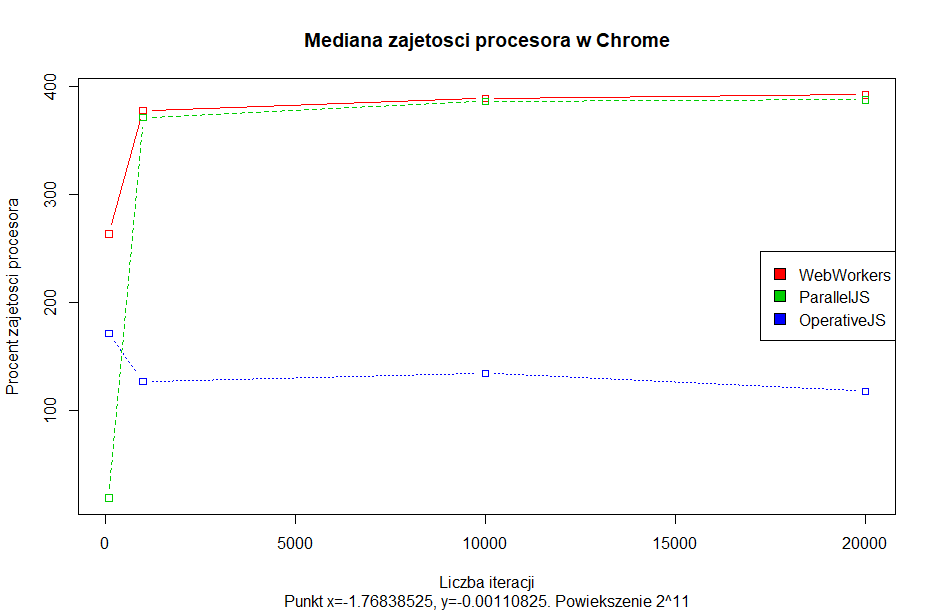 Mediana zajetosci procesora w Chrome
Procent zajetosci procesora
400
300
200
100
WebWorkers
ParallelJS
OperativeJS
0 5000 10000 15000 20000
Liczba iteracji
Punkt x=-1.76838525, y=-0.00110825. Powiekszenie 2^11